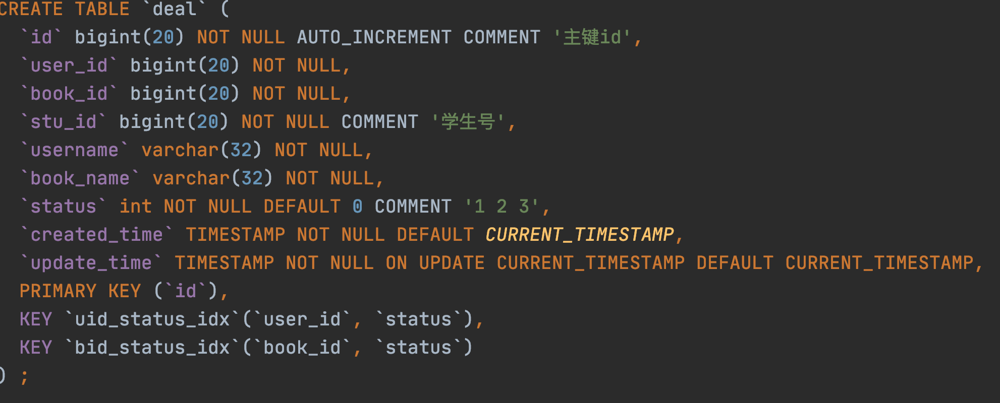 CREATE TABLE `deal` (
`id` bigint(20) NOT NULL AUTO_INCREMENT COMMENT '主键id',
`user_id` bigint(20) NOT NULL,
`book_id` bigint(20) NOT NULL,
`stu_id` bigint(20) NOT NULL COMMENT '学生号',
`username` varchar(32) NOT NULL,
`book_name` varchar(32) NOT NULL,
`status` int NOT NULL DEFAULT 0 COMMENT '1 2 3',
`created_time` TIMESTAMP NOT NULL DEFAULT CURRENT_TIMESTAMP,
`update_time` TIMESTAMP NOT NULL ON UPDATE CURRENT_TIMESTAMP DEFAULT CURRENT_TIMESTAMP,
PRIMARY KEY (`id`),
KEY `uid_status_idx`(`user_id`, `status`),
KEY `bid_status_idx`(`book_id`, `status`)
) ;